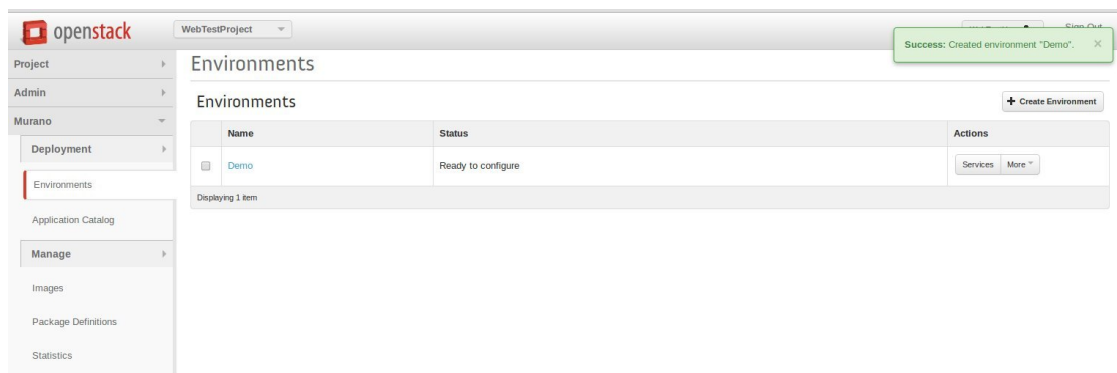 openstack
WebTestProject
Sign Out
Success: Created environment "Demo". ×
Project
Admin
Murano
Deployment
Environments
Application Catalog
Manage
Images
Package Definitions
Statistics
Environments
Environments
+ Create Environment
Name Status Actions
Demo Ready to configure Services More
Displaying 1 item